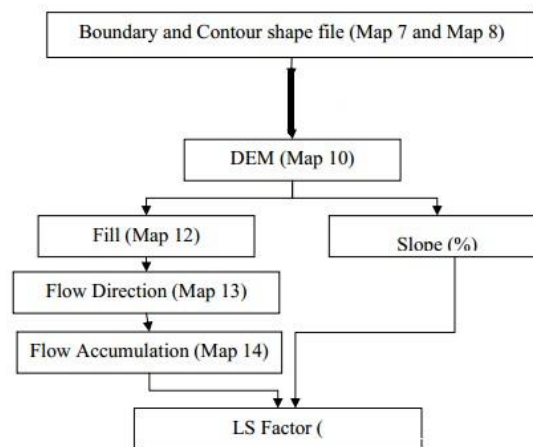 Boundary and Contour shape file (Map 7 and Map 8)
DEM (Map 10)
Fill (Map 12)
Slope (%)
Flow Direction (Map 13)
Flow Accumulation (Map 14)
LS Factor (